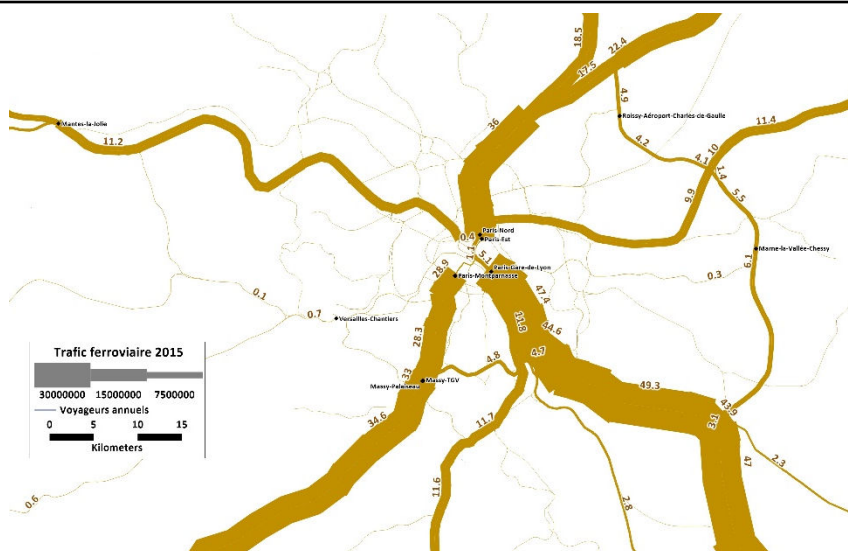 18.5
22.4
17.5
36
4.9
Roissy-Aéroport-Charles-de-Gaulle
4.2
11.4
10
4.1
1.4
Mantes-la-Jolie
11.2
9.9
5.5
Paris-Nord
0.4
Paris-Est
1.1
5.1
Marne-la-Vallée-Chessy
6.1
28.9
Paris-Gare-de-Lyon
Paris-Montparnasse
0.3
47.4
0.1
0.7
Versailles-Chantiers
11.8
44.6
28.3
4.7
4.8
33
Massy-TGV
Massy-Palaiseau
49.3
43.9
3.1
34.6
11.7
47
2.3
11.6
2.8
0.6
Trafic ferroviaire 2015
30000000 15000000 7500000
Voyageurs annuels
0 5 10 15
Kilometers